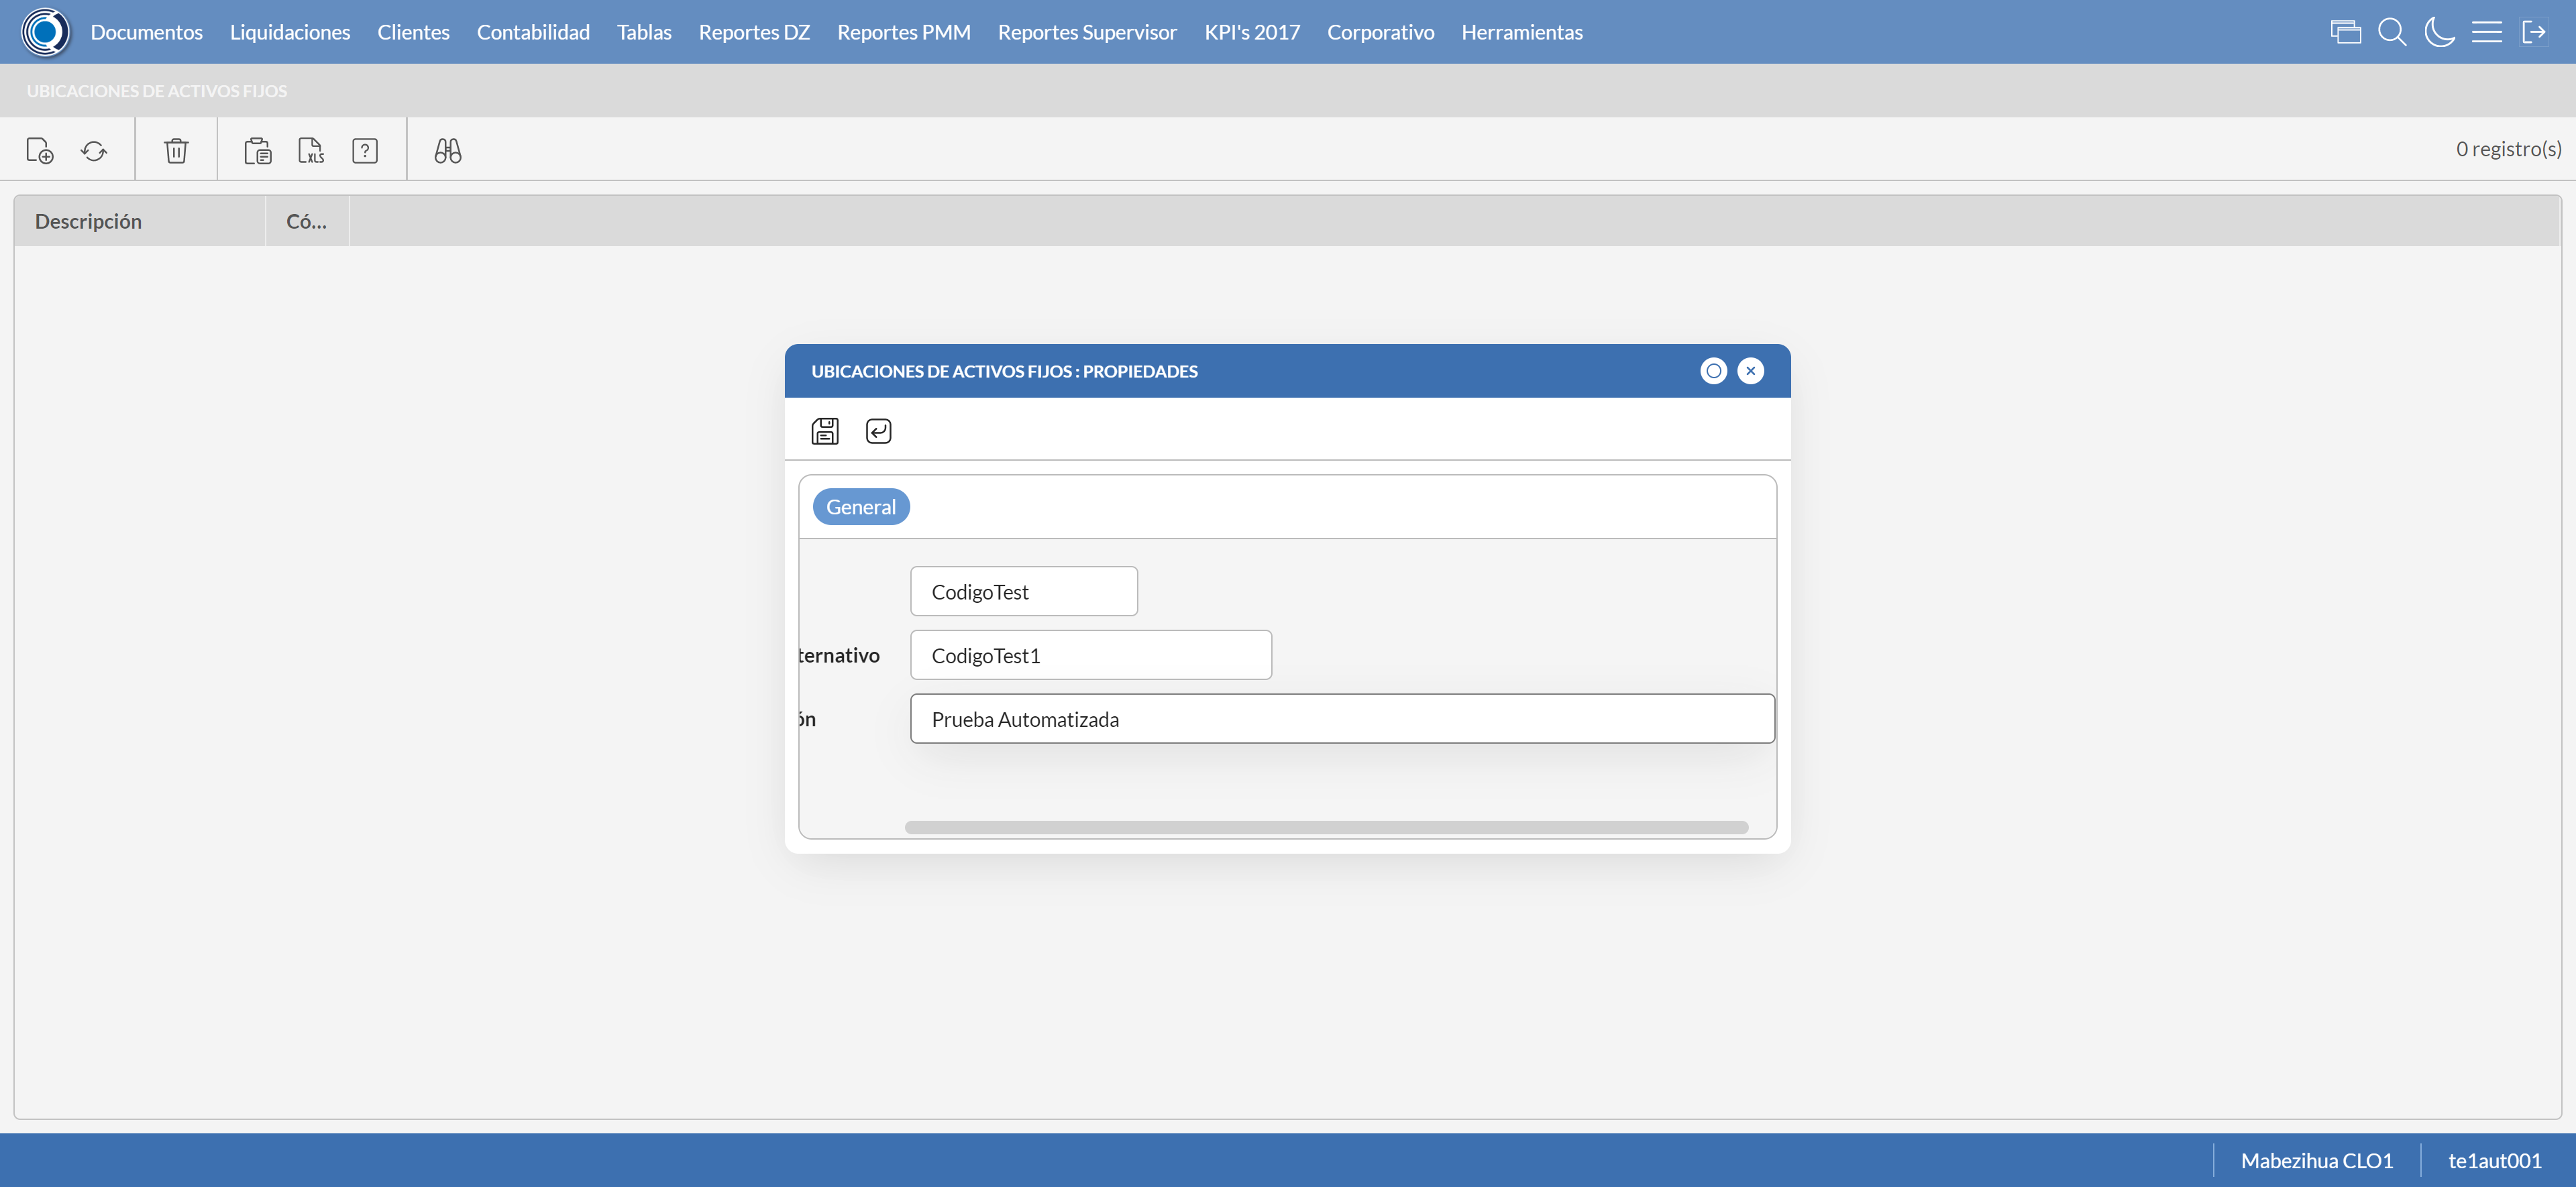 Documentos Liquidaciones Clientes Contabilidad Tablas Reportes DZ Reportes PMM Reportes Supervisor KPI's 2017 Corporativo Herramientas
UBICACIONES DE ACTIVOS FIJOS
XLS ? 0 registro(s)
Descripción Có...
UBICACIONES DE ACTIVOS FIJOS : PROPIEDADES
General
CodigoTest
ternativo CodigoTest1
ón Prueba Automatizada
Mabezihua CLO1 te1aut001